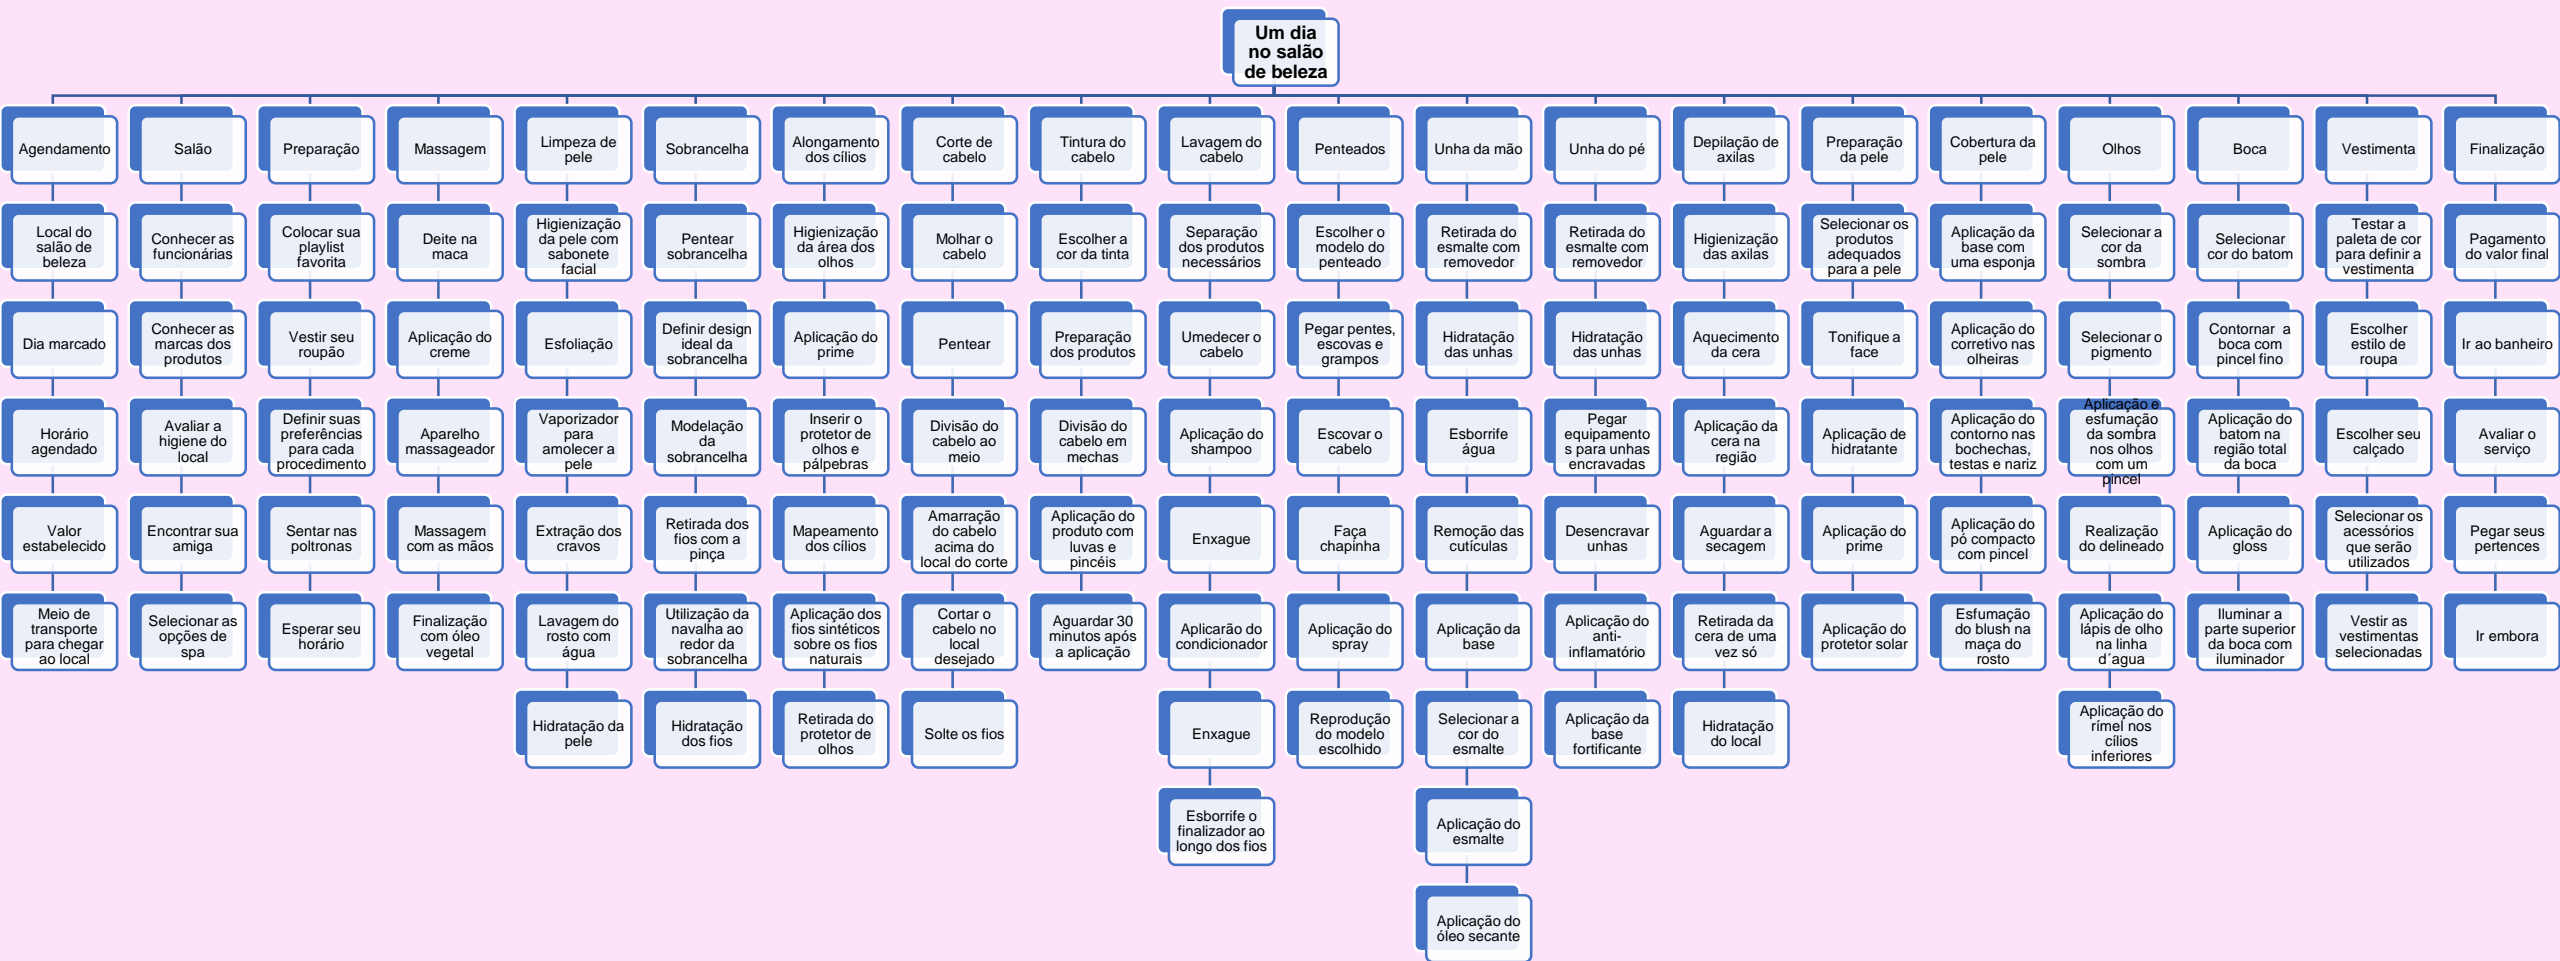 Um dia
no salão
de beleza
Agendamento
Local do
salão de
beleza
Dia marcado
Horário
agendado
Valor
estabelecido
Meio de
transporte
para chegar
ao local
Salão
Conhecer as
funcionárias
Conhecer as
marcas dos
produtos
Avaliar a
higiene do
local
Encontrar sua
amiga
Selecionar as
opções de
spa
Preparação
Colocar sua
playlist
favorita
Vestir seu
roupão
Definir suas
preferências
para cada
procedimento
Sentar nas
poltronas
Esperar seu
horário
Massagem
Deite na
maca
Aplicação do
creme
Aparelho
massageador
Massagem
com as mãos
Finalização
com óleo
vegetal
Limpeza de
pele
Higienização
da pele com
sabonete
facial
Esfoliação
Vaporizador
para
amolecer a
pele
Extração dos
cravos
Lavagem do
rosto com
água
Hidratação da
pele
Sobrancelha
Pentear
sobrancelha
Definir design
ideal da
sobrancelha
Modelação
da
sobrancelha
Retirada dos
fios com a
pinça
Utilização da
navalha ao
redor da
sobrancelha
Hidratação
dos fios
Alongamento
dos cílios
Higienização
da área dos
olhos
Aplicação do
prime
Inserir o
protetor de
olhos e
pálpebras
Mapeamento
dos cílios
Aplicação dos
fios sintéticos
sobre os fios
naturais
Retirada do
protetor de
olhos
Corte de
cabelo
Molhar o
cabelo
Pentear
Divisão do
cabelo ao
meio
Amarração
do cabelo
acima do
local do corte
Cortar o
cabelo no
local
desejado
Solte os fios
Tintura do
cabelo
Escolher a
cor da tinta
Preparação
dos produtos
Divisão do
cabelo em
mechas
Aplicação do
produto com
luvas e
pincéis
Aguardar 30
minutos após
a aplicação
Lavagem do
cabelo
Separação
dos produtos
necessários
Umedecer o
cabelo
Aplicação do
shampoo
Enxague
Aplicarão do
condicionador
Enxague
Esborrife o
finalizador ao
longo dos fios
Penteados
Escolher o
modelo do
penteado
Pegar pentes,
escovas e
grampos
Escovar o
cabelo
Faça
chapinha
Aplicação do
spray
Reprodução
do modelo
escolhido
Unha da mão
Retirada do
esmalte com
removedor
Hidratação
das unhas
Esborrife
água
Remoção das
cutículas
Aplicação da
base
Selecionar a
cor do
esmalte
Aplicação do
esmalte
Aplicação do
óleo secante
Unha do pé
Retirada do
esmalte com
removedor
Hidratação
das unhas
Pegar
equipamento
s para unhas
encravadas
Desencravar
unhas
Aplicação do
anti-
inflamatório
Aplicação da
base
fortificante
Depilação de
axilas
Higienização
das axilas
Aquecimento
da cera
Aplicação da
cera na
região
Aguardar a
secagem
Retirada da
cera de uma
vez só
Hidratação
do local
Preparação
da pele
Selecionar os
produtos
adequados
para a pele
Tonifique a
face
Aplicação de
hidratante
Aplicação do
prime
Aplicação do
protetor solar
Cobertura da
pele
Aplicação da
base com
uma esponja
Aplicação do
corretivo nas
olheiras
Aplicação do
contorno nas
bochechas,
testas e nariz
Aplicação do
pó compacto
com pincel
Esfumação
do blush na
maça do
rosto
Olhos
Selecionar a
cor da
sombra
Selecionar o
pigmento
Aplicação e
esfumação
da sombra
nos olhos
com um
pincel
Realização
do delineado
Aplicação do
lápis de olho
na linha
d´agua
Aplicação do
rímel nos
cílios
inferiores
Boca
Selecionar
cor do batom
Contornar a
boca com
pincel fino
Aplicação do
batom na
região total
da boca
Aplicação do
gloss
Iluminar a
parte superior
da boca com
iluminador
Vestimenta
Testar a
paleta de cor
para definir a
vestimenta
Escolher
estilo de
roupa
Escolher seu
calçado
Selecionar os
acessórios
que serão
utilizados
Vestir as
vestimentas
selecionadas
Finalização
Pagamento
do valor final
Ir ao banheiro
Avaliar o
serviço
Pegar seus
pertences
Ir embora